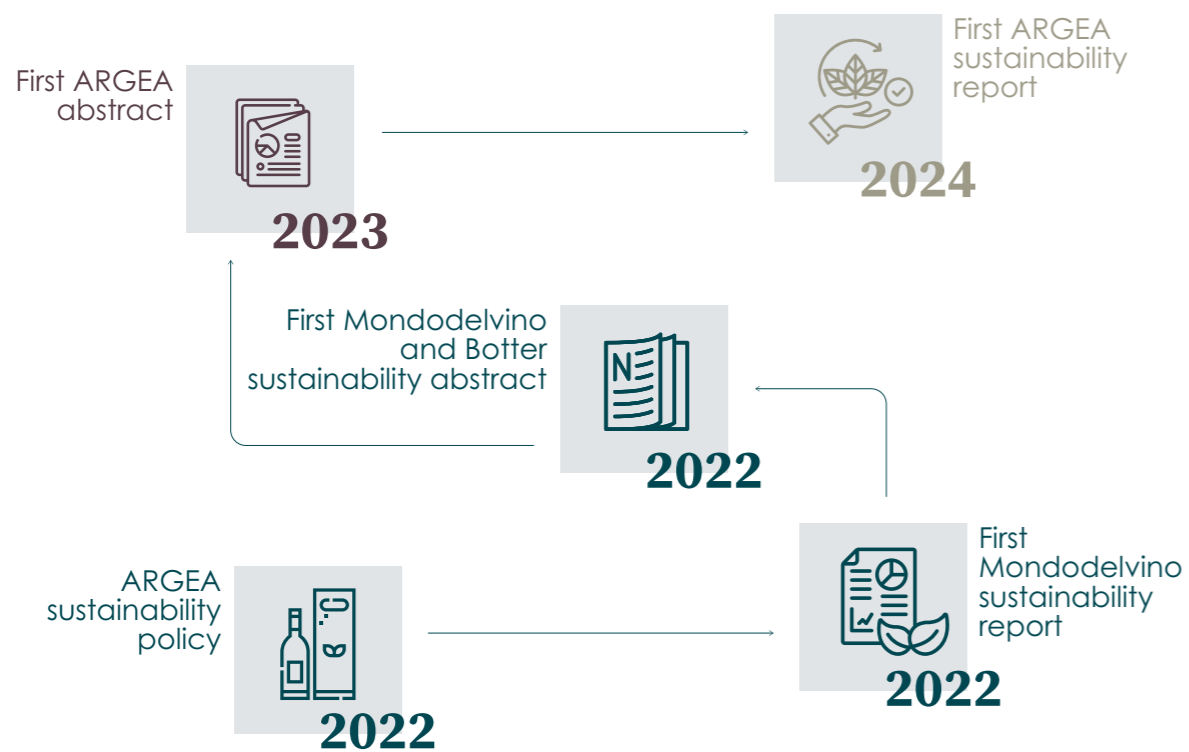 First ARGEA
abstract
2023
First ARGEA
sustainability
report
2024
First Mondodelvino
and Botter
sustainability abstract
N
2022
ARGEA
sustainability
policy
2022
First
Mondodelvino
sustainability
report
2022